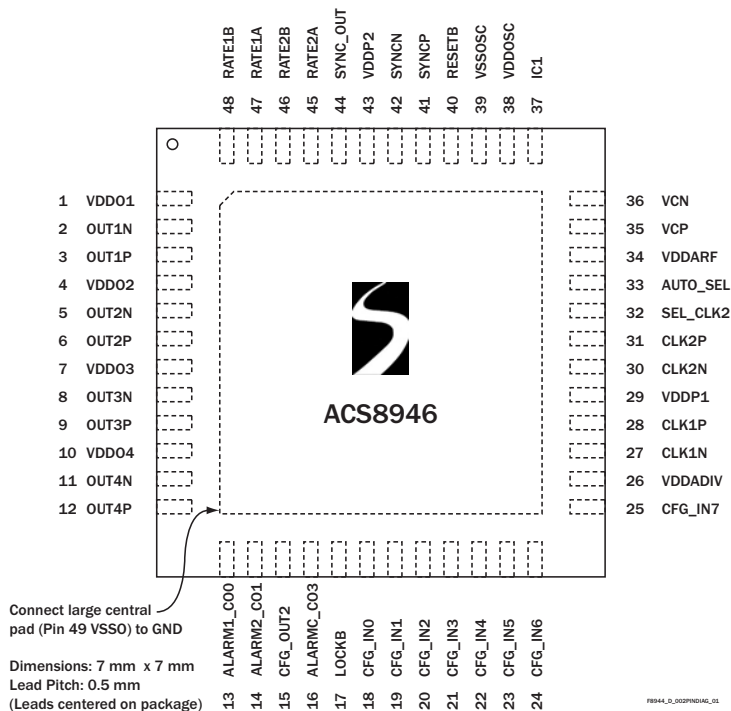 48 RATE1B
47 RATE1A
46 RATE2B
45 RATE2A
44 SYNC_OUT
43 VDDP2
42 SYNCN
41 SYNCP
40 RESETB
39 VSSOSC
38 VDDOSC
37 IC1
1 VDDO1
2 OUT1N
3 OUT1P
4 VDDO2
5 OUT2N
6 OUT2P
7 VDDO3
8 OUT3N
9 OUT3P
10 VDDO4
11 OUT4N
12 OUT4P
36 VCN
35 VCP
34 VDDARF
33 AUTO_SEL
32 SEL_CLK2
31 CLK2P
30 CLK2N
29 VDDP1
28 CLK1P
27 CLK1N
26 VDDADIV
25 CFG_IN7
ACS8946
Connect large central
pad (Pin 49 VSS0) to GND
Dimensions: 7 mm x 7 mm
Lead Pitch: 0.5 mm
(Leads centered on package)
13 ALARM1_CO0
14 ALARM2_CO1
15 CFG_OUT2
16 ALARMC_CO3
17 LOCKB
18 CFG_IN0
19 CFG_IN1
20 CFG_IN2
21 CFG_IN3
22 CFG_IN4
23 CFG_IN5
24 CFG_IN6
F8944_D_002PINDIAG_01